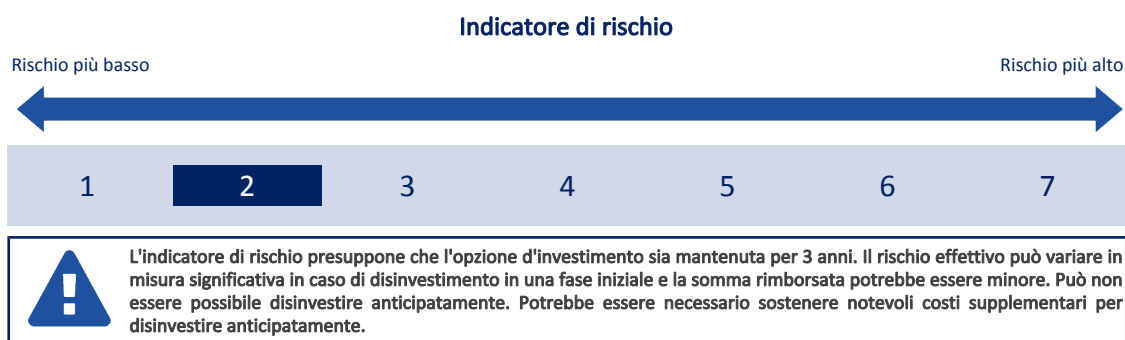 Indicatore di rischio
Rischio più basso
Rischio più alto
1 2 3 4 5 6 7
L'indicatore di rischio presuppone che l'opzione d'investimento sia mantenuta per 3 anni. Il rischio effettivo può variare in
misura significativa in caso di disinvestimento in una fase iniziale e la somma rimborsata potrebbe essere minore. Può non
essere possibile disinvestire anticipatamente. Potrebbe essere necessario sostenere notevoli costi supplementari per
disinvestire anticipatamente.